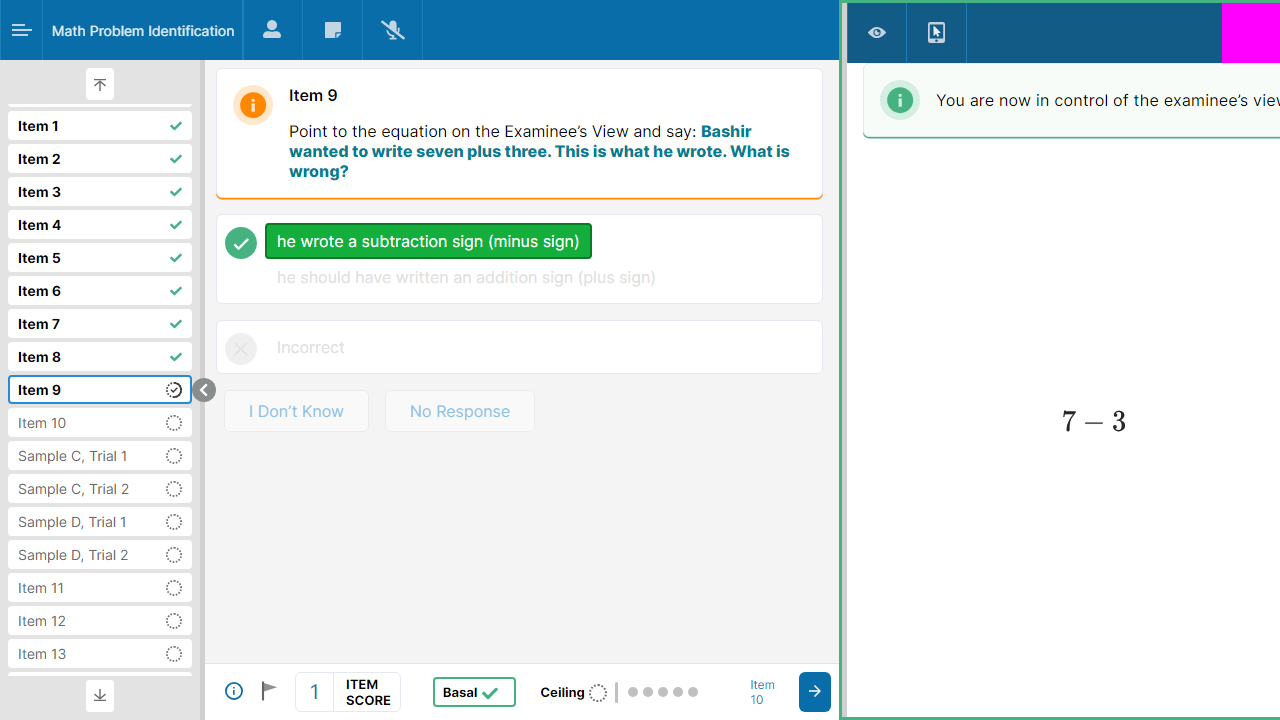 Math Problem Identification
Item 1
Item 2
Item 3
Item 4
Item 5
Item 6
Item 7
Item 8
Item 9
Item 10
Sample C, Trial 1
Sample C, Trial 2
Sample D, Trial 1
Sample D, Trial 2
Item 11
Item 12
Item 13
Item 9
Point to the equation on the Examinee’s View and say: Bashir
wanted to write seven plus three. This is what he wrote. What is
wrong?
he wrote a subtraction sign (minus sign)
he should have written an addition sign (plus sign)
Incorrect
I Don’t Know
No Response
1
ITEM
SCORE
Basal
Ceiling
Item
10
You are now in control of the examinee’s
7 − 3